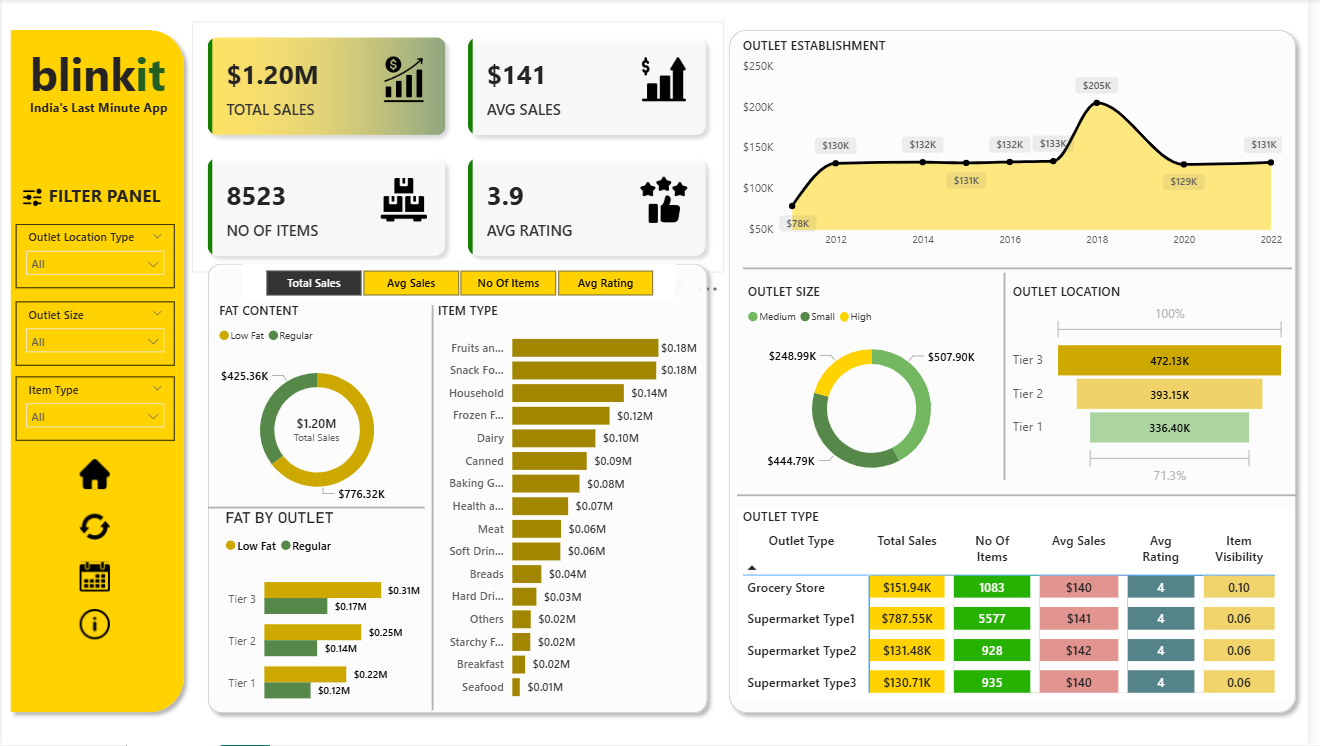 blinkit
India's Last Minute App
FILTER PANEL
Outlet Location Type
All
Outlet Size
All
Item Type
All
$1.20M
TOTAL SALES
$141
AVG SALES
8523
NO OF ITEMS
3.9
AVG RATING
Total Sales Avg Sales No Of Items Avg Rating
FAT CONTENT
Low Fat Regular
$425.36K
$1.20M
Total Sales
$776.32K
FAT BY OUTLET
Low Fat Regular
Tier 3 $0.31M
$0.17M
Tier 2 $0.25M
$0.14M
Tier 1 $0.22M
$0.12M
ITEM TYPE
Fruits an... $0.18M
Snack Fo... $0.18M
Household $0.14M
Frozen F... $0.12M
Dairy $0.10M
Canned $0.09M
Baking G... $0.08M
Health a... $0.07M
Meat $0.06M
Soft Drin... $0.06M
Breads $0.04M
Hard Dri... $0.03M
Others $0.02M
Starchy F... $0.02M
Breakfast $0.02M
Seafood $0.01M
OUTLET ESTABLISHMENT
$250K
$200K
$150K
$100K
$50K
$78K
$130K
$132K
$131K
$132K
$133K
$205K
$129K
$131K
2012 2014 2016 2018 2020 2022
OUTLET SIZE
Medium Small High
$248.99K
$507.90K
$444.79K
OUTLET LOCATION
100%
Tier 3 472.13K
Tier 2 393.15K
Tier 1 336.40K
71.3%
OUTLET TYPE
Outlet Type Total Sales No Of Items Avg Sales Avg Rating Item Visibility
Grocery Store $151.94K 1083 $140 4 0.10
Supermarket Type1 $787.55K 5577 $141 4 0.06
Supermarket Type2 $131.48K 928 $142 4 0.06
Supermarket Type3 $130.71K 935 $140 4 0.06